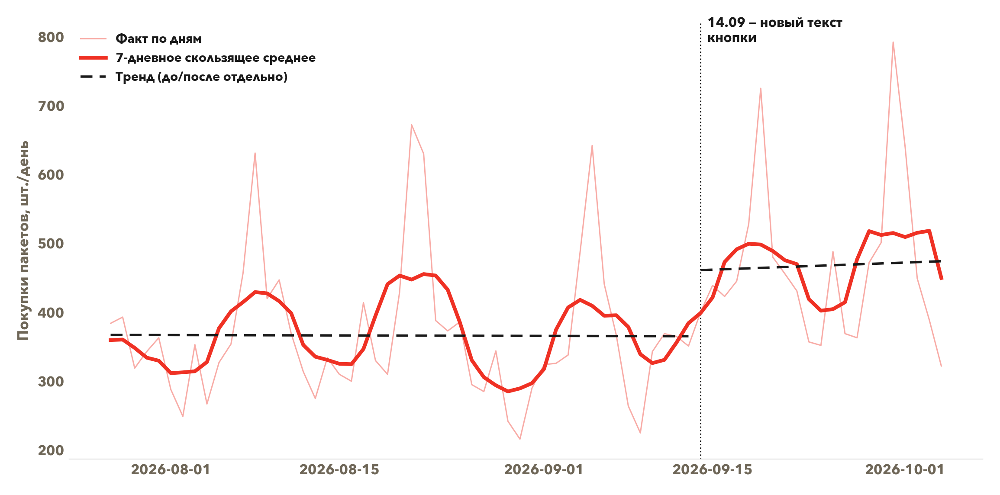 14.09 – новый текст
кнопки
Факт по дням
7-дневное скользящее среднее
Тренд (до/после отдельно)
Покупки пакетов, шт./день
800
700
600
500
400
300
200
2026-08-01
2026-08-15
2026-09-01
2026-09-15
2026-10-01